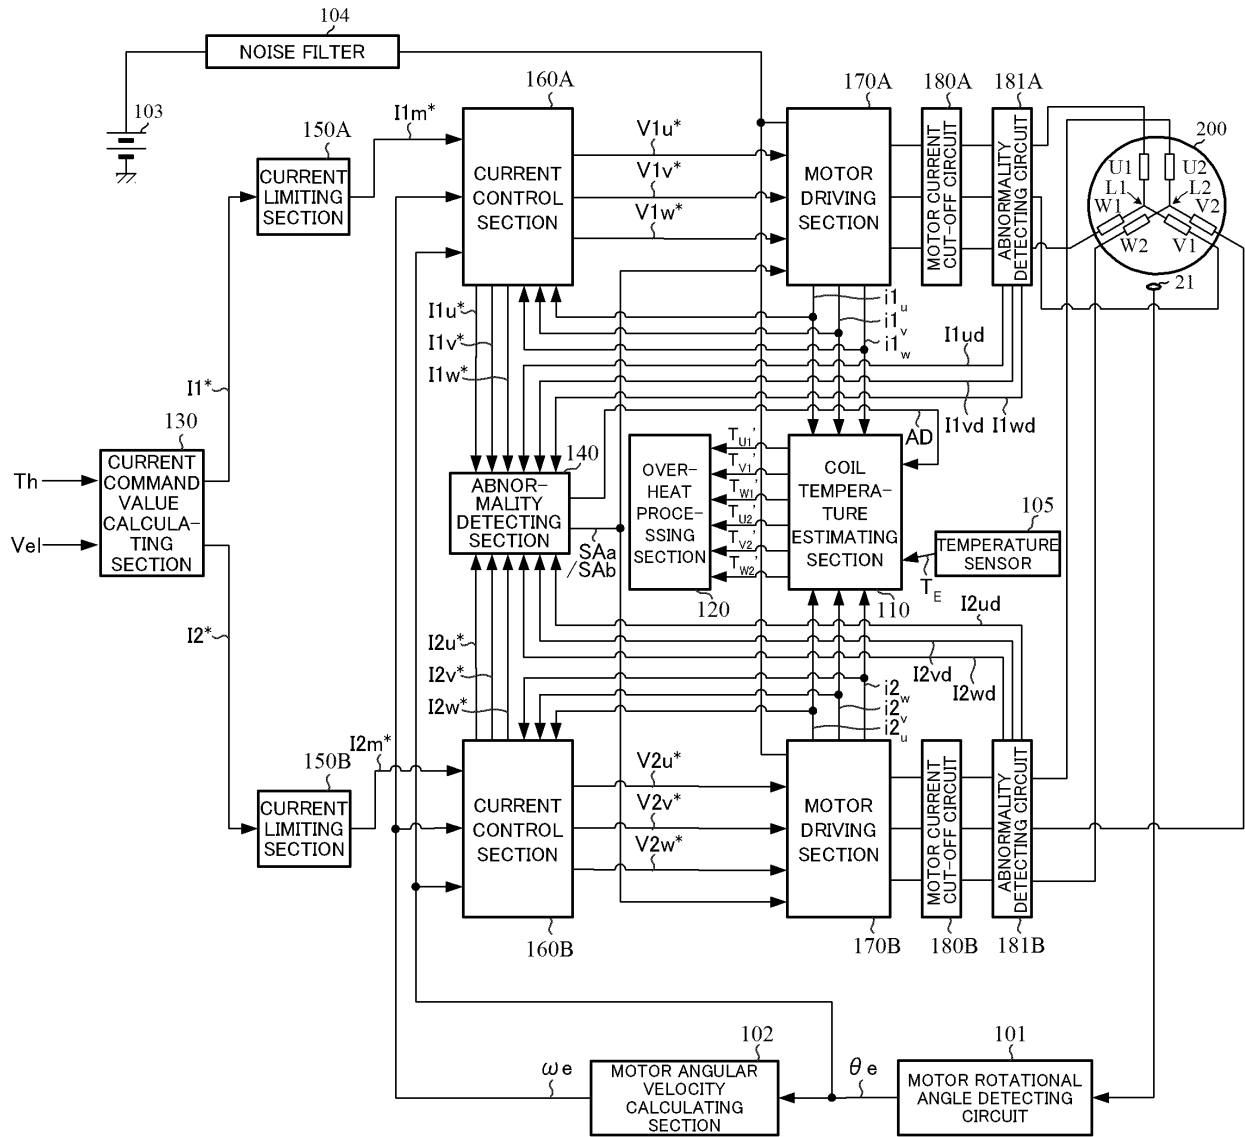 104
NOISE FILTER
103
150A
CURRENT
LIMITING
SECTION
I1m*
160A
CURRENT
CONTROL
SECTION
V1u*
V1v*
V1w*
170A
MOTOR
DRIVING
SECTION
180A
MOTOR CURRENT
CUT-OFF CIRCUIT
181A
ABNORMALITY
DETECTING CIRCUIT
200
U1
U2
L1
L2
W1
V2
W2
V1
21
I1u*
I1v*
I1w*
i1u
i1v
i1w
I1ud
I1vd
I1wd
AD
I1*
130
CURRENT
COMMAND
VALUE
CALCULA-
TING
SECTION
Th
Vel
I2*
140
ABNOR-
MALITY
DETECTING
SECTION
SAa
/SAb
OVER-
HEAT
PROCE-
SSING
SECTION
120
TU1'
TV1'
TW1'
TU2'
TV2'
TW2'
COIL
TEMPERA-
TURE
ESTIMATING
SECTION
110
105
TEMPERATURE
SENSOR
TE
I2ud
I2vd
I2wd
I2u*
I2v*
I2w*
i2w
i2v
i2u
150B
CURRENT
LIMITING
SECTION
I2m*
CURRENT
CONTROL
SECTION
160B
V2u*
V2v*
V2w*
MOTOR
DRIVING
SECTION
170B
MOTOR CURRENT
CUT-OFF CIRCUIT
180B
ABNORMALITY
DETECTING CIRCUIT
181B
ωe
102
MOTOR ANGULAR
VELOCITY
CALCULATING
SECTION
θe
101
MOTOR ROTATIONAL
ANGLE DETECTING
CIRCUIT